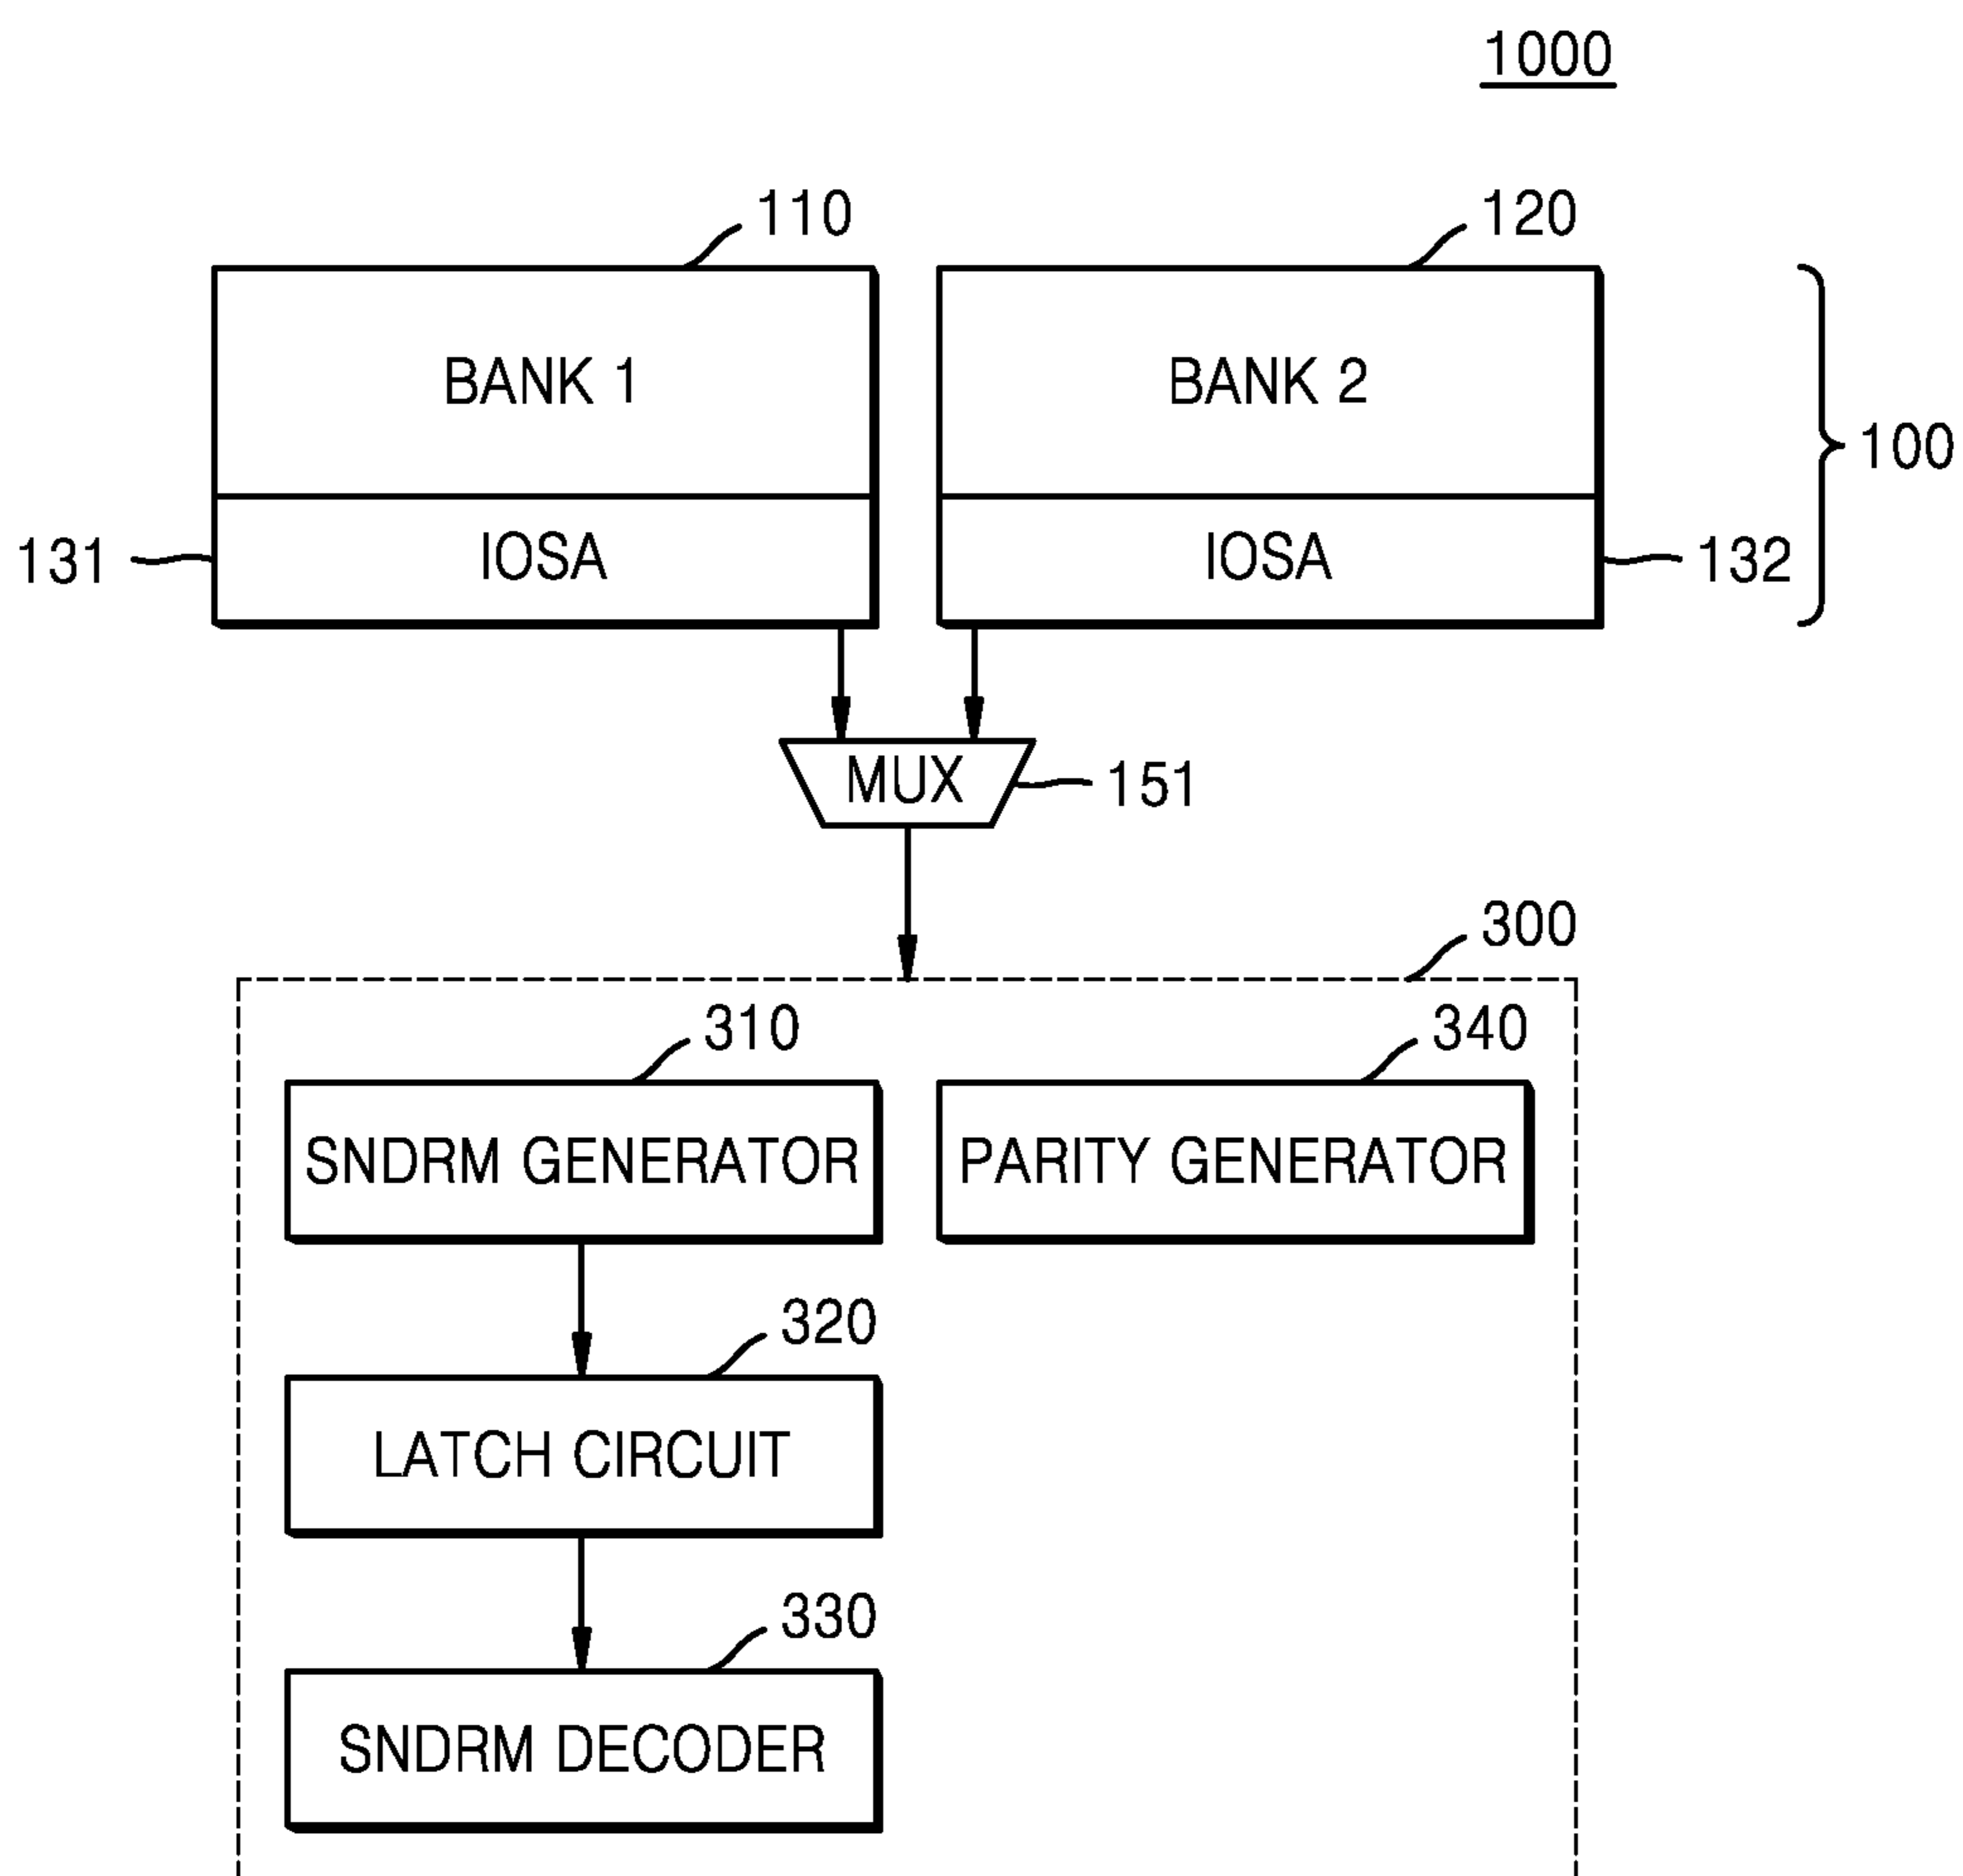 1000
110
120
BANK 1
BANK 2
100
131
IOSA
IOSA
132
MUX
151
300
310
340
SNDRM GENERATOR
PARITY GENERATOR
320
LATCH CIRCUIT
330
SNDRM DECODER